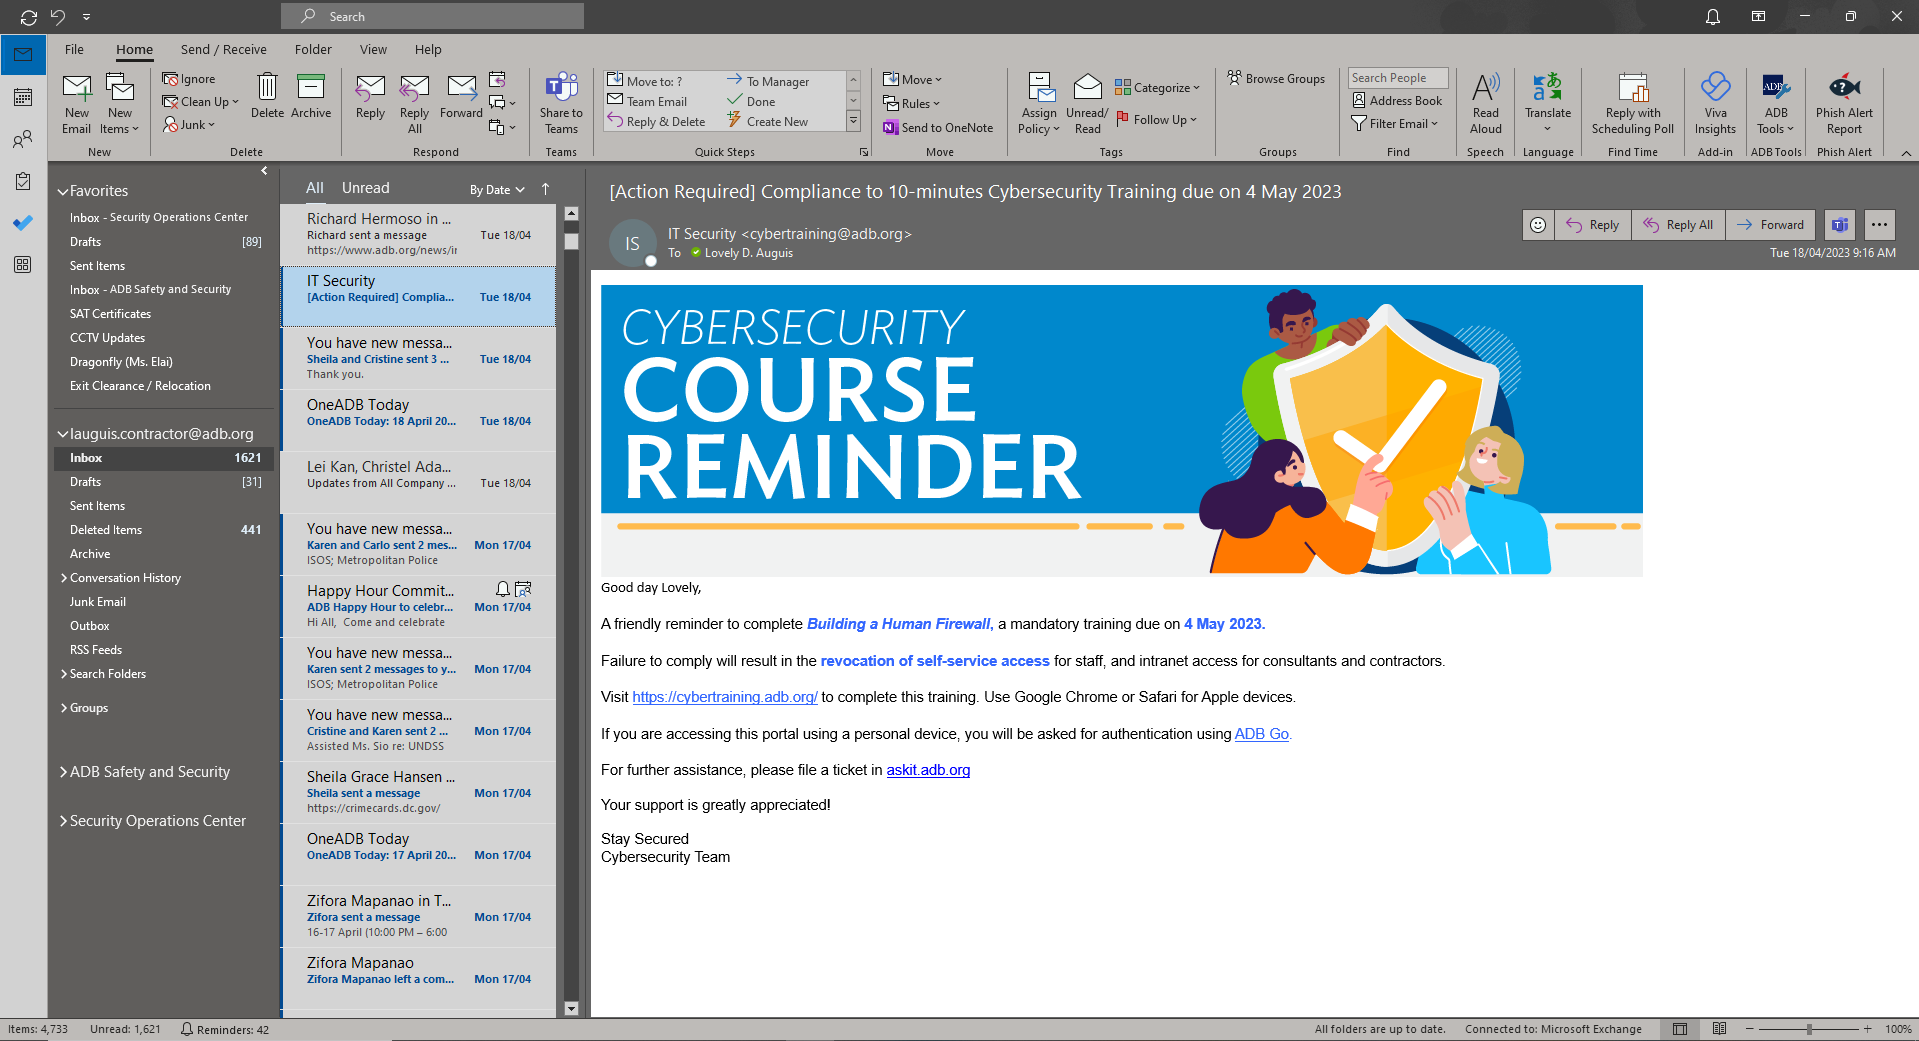 Search
File Home Send / Receive Folder View Help
New Email
New Items
New
Ignore
Clean Up
Junk
Delete
Archive
Delete
Reply
Reply All
Forward
Respond
Share to Teams
Teams
Move to: ?
Team Email
Reply & Delete
To Manager
Done
Create New
Quick Steps
Move
Rules
Send to OneNote
Move
Assign Policy
Unread/ Read
Categorize
Follow Up
Tags
Browse Groups
Groups
Search People
Address Book
Filter Email
Find
Read Aloud
Speech
Translate
Language
Reply with Scheduling Poll
Find Time
Viva Insights
Add-in
ADB
ADB Tools
ADB Tools
Phish Alert Report
Phish Alert
Favorites
Inbox - Security Operations Center
Drafts [89]
Sent Items
Inbox - ADB Safety and Security
SAT Certificates
CCTV Updates
Dragonfly (Ms. Elai)
Exit Clearance / Relocation
lauguis.contractor@adb.org
Inbox 1621
Drafts [31]
Sent Items
Deleted Items 441
Archive
Conversation History
Junk Email
Outbox
RSS Feeds
Search Folders
Groups
ADB Safety and Security
Security Operations Center
All Unread By Date
Richard Hermoso in ...
Richard sent a message Tue 18/04
https://www.adb.org/news/ir
IT Security
[Action Required] Complia... Tue 18/04
You have new messa...
Sheila and Cristine sent 3 ... Tue 18/04
Thank you.
OneADB Today
OneADB Today: 18 April 20... Tue 18/04
Lei Kan, Christel Ada...
Updates from All Company ... Tue 18/04
You have new messa...
Karen and Carlo sent 2 mes... Mon 17/04
ISOS; Metropolitan Police
Happy Hour Commit...
ADB Happy Hour to celebr... Mon 17/04
Hi All, Come and celebrate
You have new messa...
Karen sent 2 messages to y... Mon 17/04
ISOS; Metropolitan Police
You have new messa...
Cristine and Karen sent 2 ... Mon 17/04
Assisted Ms. Sio re: UNDSS
Sheila Grace Hansen ...
Sheila sent a message Mon 17/04
https://crimecards.dc.gov/
OneADB Today
OneADB Today: 17 April 20... Mon 17/04
Zifora Mapanao in T...
Zifora sent a message Mon 17/04
16-17 April (10:00 PM – 6:00
Zifora Mapanao
Zifora Mapanao left a com... Mon 17/04
[Action Required] Compliance to 10-minutes Cybersecurity Training due on 4 May 2023
IS
IT Security <cybertraining@adb.org>
To Lovely D. Auguis
Reply Reply All Forward
Tue 18/04/2023 9:16 AM
CYBERSECURITY
COURSE
REMINDER
Good day Lovely,
A friendly reminder to complete Building a Human Firewall, a mandatory training due on 4 May 2023.
Failure to comply will result in the revocation of self-service access for staff, and intranet access for consultants and contractors.
Visit https://cybertraining.adb.org/ to complete this training. Use Google Chrome or Safari for Apple devices.
If you are accessing this portal using a personal device, you will be asked for authentication using ADB Go.
For further assistance, please file a ticket in askit.adb.org
Your support is greatly appreciated!
Stay Secured
Cybersecurity Team
Items: 4,733 Unread: 1,621 Reminders: 42 All folders are up to date. Connected to: Microsoft Exchange 100%